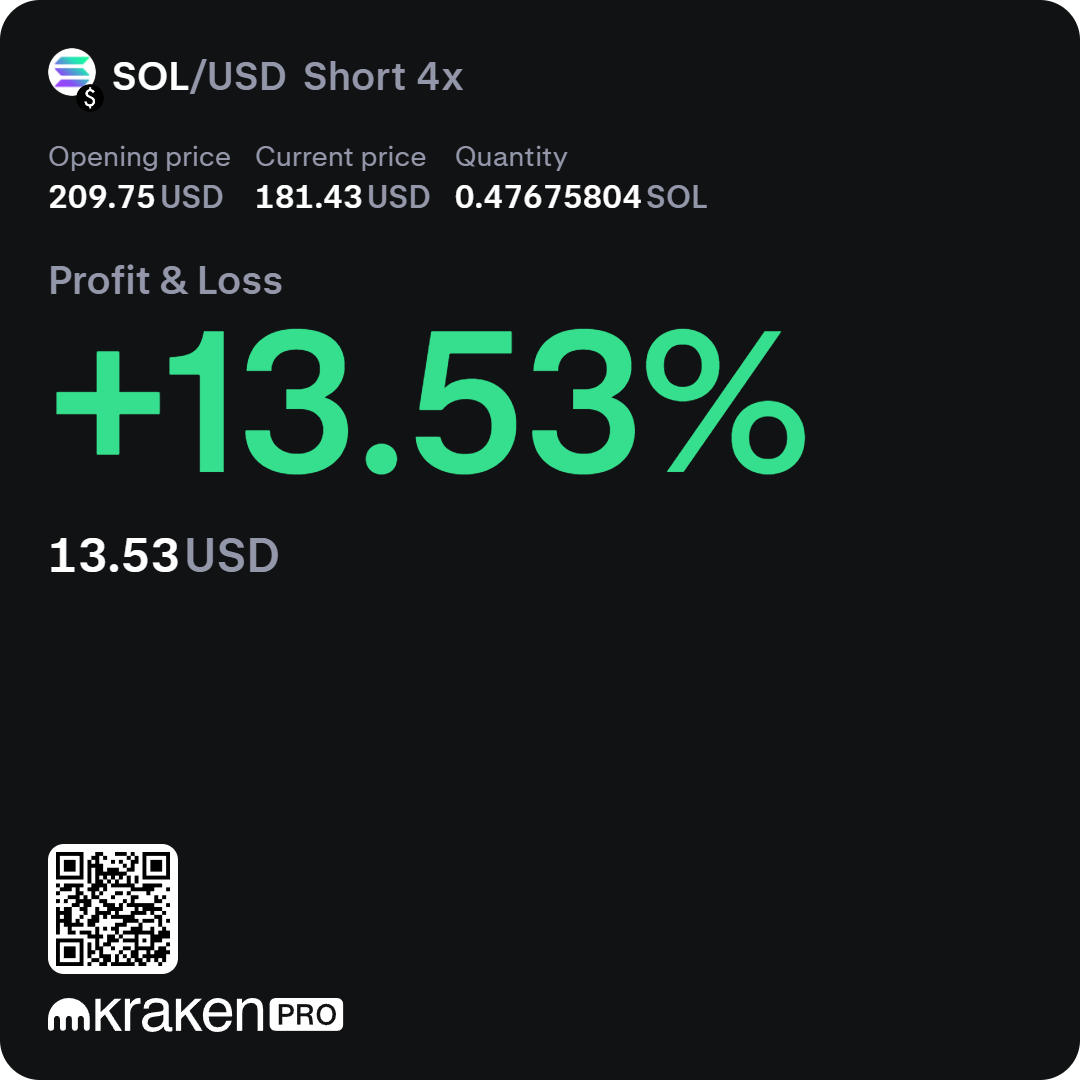 SOL/USD Short 4x
Opening price Current price Quantity
209.75 USD 181.43 USD 0.47675804 SOL
Profit & Loss
+13.53%
13.53 USD
kraken PRO